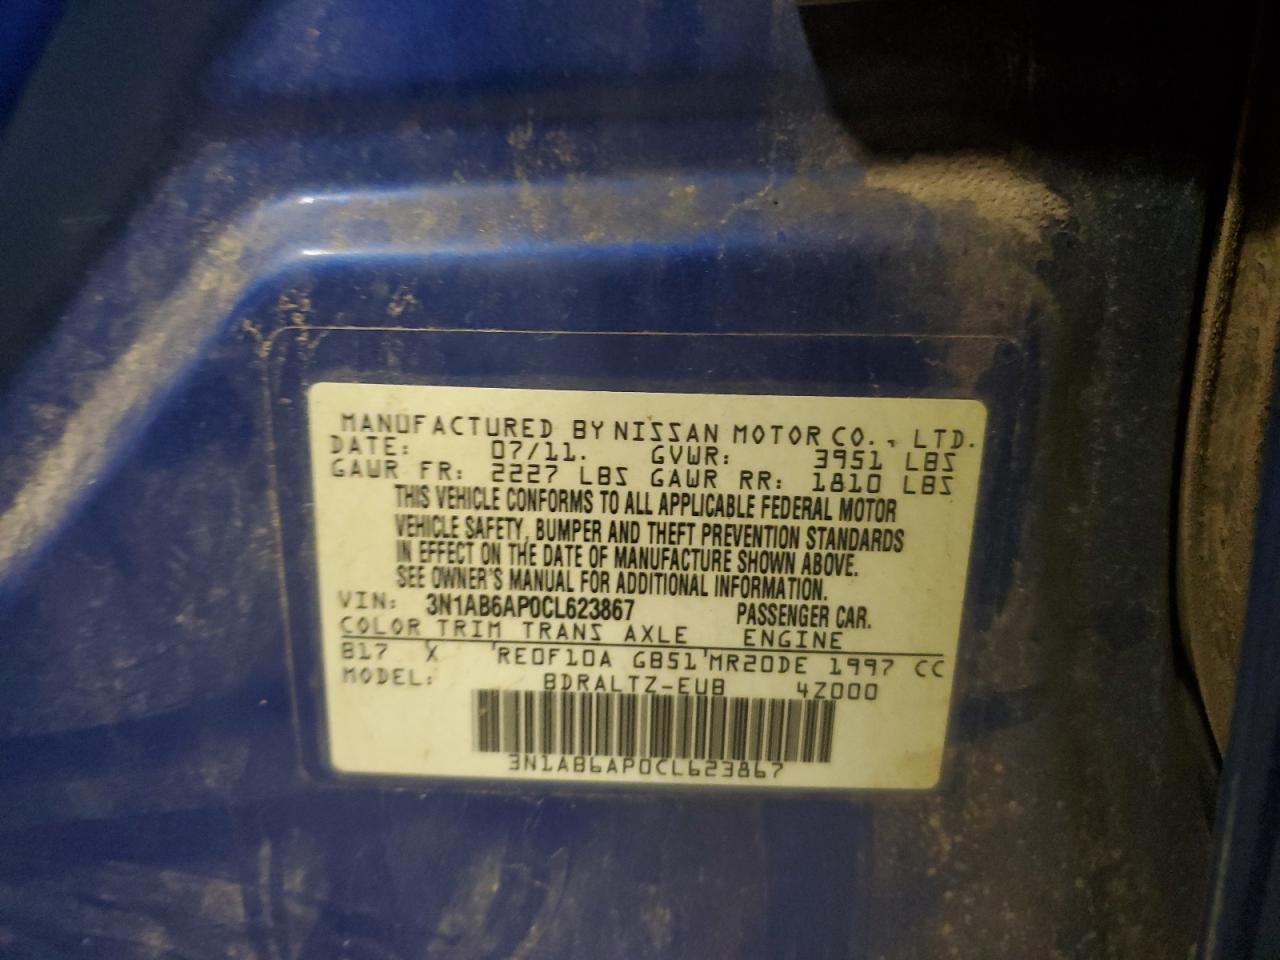 MANUFACTURED BY NISSAN MOTOR CO., LTD.
DATE: 07/11. GVWR: 3951 LBS
GAWR FR: 2227 LBS GAWR RR: 1810 LBS
THIS VEHICLE CONFORMS TO ALL APPLICABLE FEDERAL MOTOR
VEHICLE SAFETY, BUMPER AND THEFT PREVENTION STANDARDS
IN EFFECT ON THE DATE OF MANUFACTURE SHOWN ABOVE.
SEE OWNER'S MANUAL FOR ADDITIONAL INFORMATION.
VIN: 3N1AB6AP0CL623867 PASSENGER CAR.
COLOR TRIM TRANS AXLE ENGINE
B17 X 'RE0F10A GB51'MR20DE 1997 CC
MODEL: BDRALTZ-EUB 4Z000
3N1AB6AP0CL623867